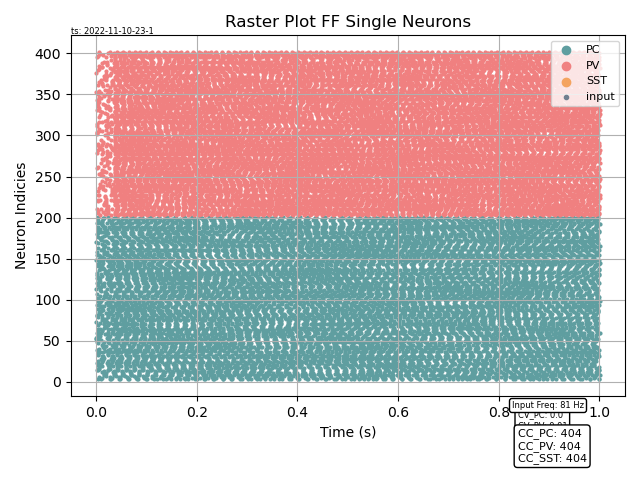 Raster Plot FF Single Neurons
ts: 2022-11-10-23-1
PC
PV
SST
input
400
350
300
250
200
150
100
50
0
Neuron Indicies
0.0
0.2
0.4
0.6
0.8
1.0
Time (s)
Input Freq: 81 Hz
CV_PC: 0.0
CC_PC: 404
CC_PV: 404
CC_SST: 404